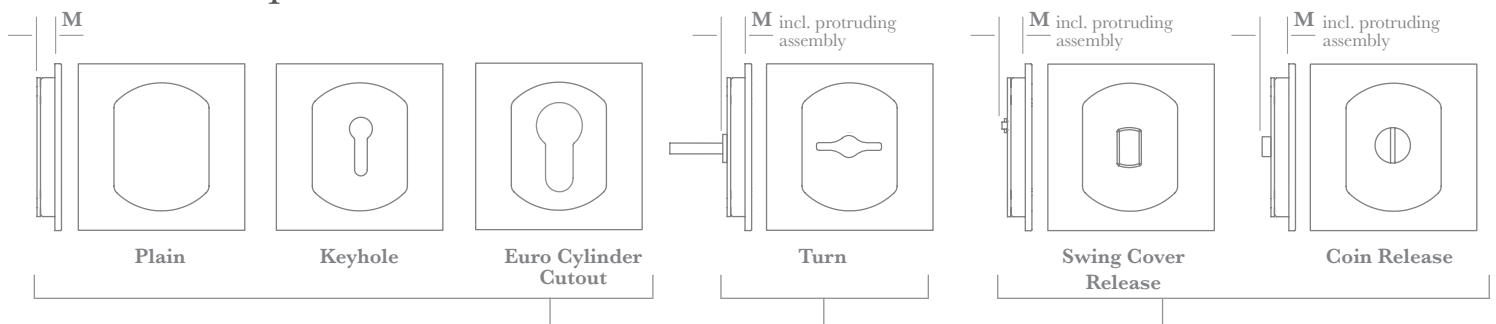 M
M incl. protruding
assembly
M incl. protruding
assembly
M incl. protruding
assembly
Plain
Keyhole
Euro Cylinder
Cutout
Turn
Swing Cover
Release
Coin Release